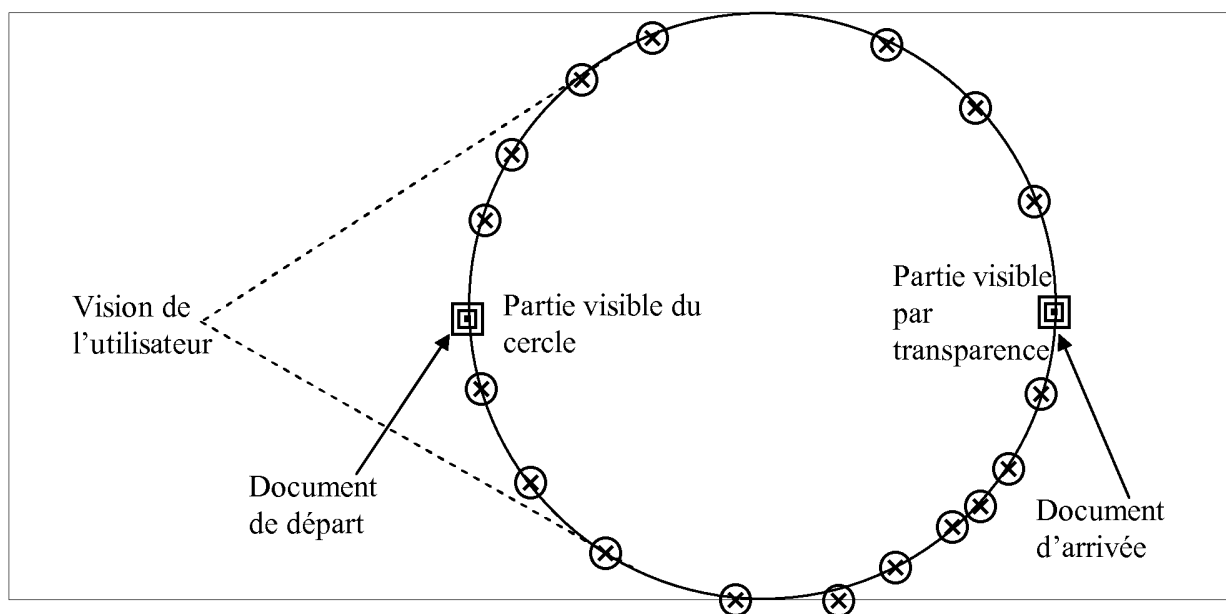 Vision de
l’utilisateur
Partie visible du
cercle
Partie visible
par
transparence
Document
de départ
Document
d’arrivée